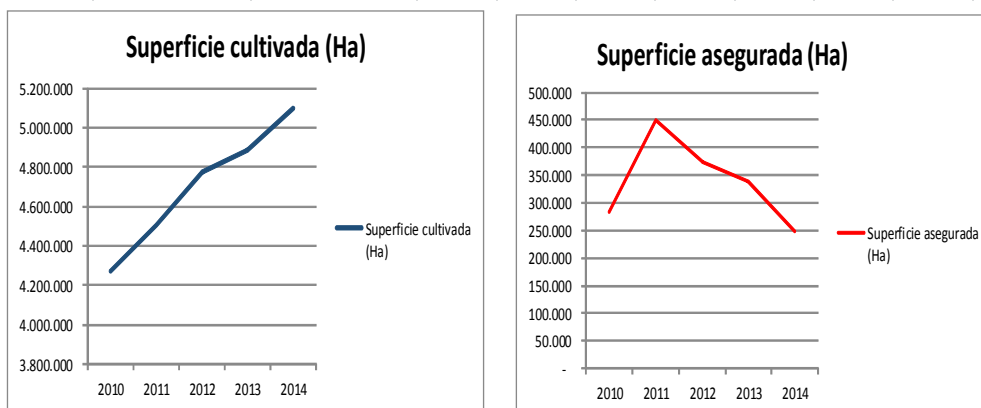 Superficie cultivada (Ha)
5.200.000
5.000.000
4.800.000
4.600.000
4.400.000
4.200.000
4.000.000
3.800.000
2010 2011 2012 2013 2014
Superficie cultivada
(Ha)
Superficie asegurada (Ha)
500.000
450.000
400.000
350.000
300.000
250.000
200.000
150.000
100.000
50.000
-
2010 2011 2012 2013 2014
Superficie asegurada
(Ha)